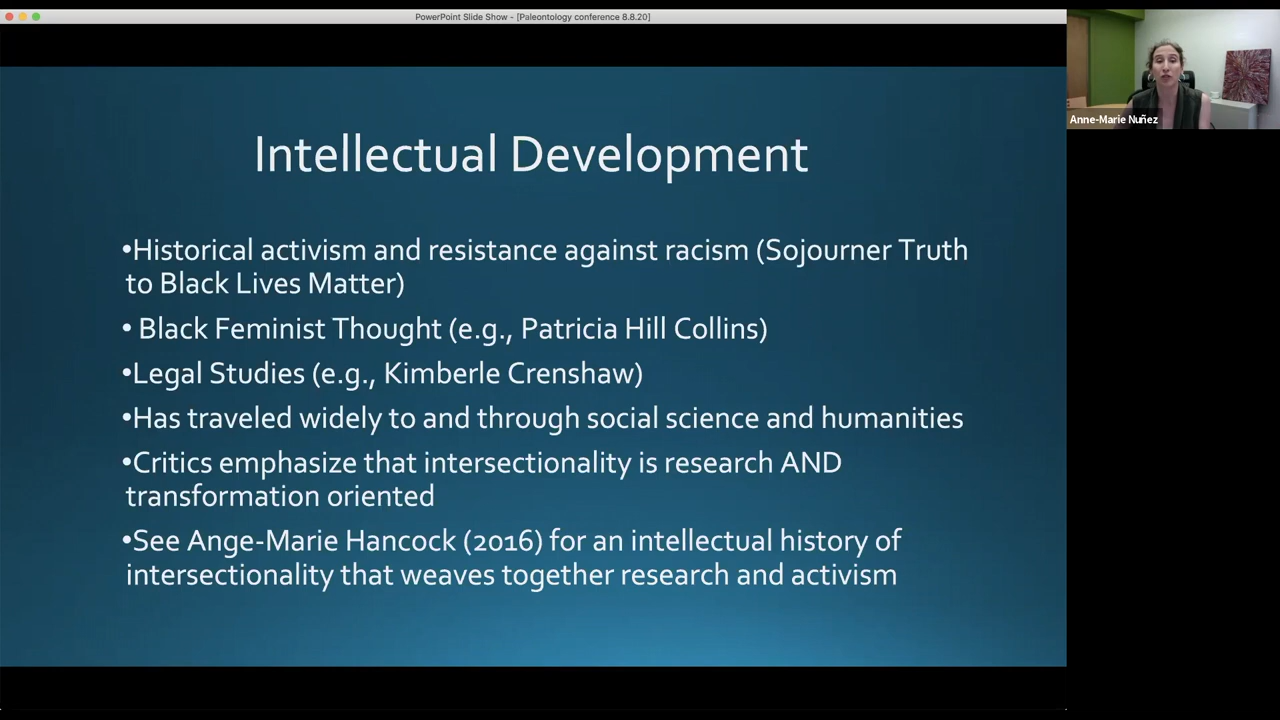 PowerPoint Slide Show - [Paleontology conference 8.8.20]
Anne-Marie Nuñez
Intellectual Development
•Historical activism and resistance against racism (Sojourner Truth
to Black Lives Matter)
• Black Feminist Thought (e.g., Patricia Hill Collins)
•Legal Studies (e.g., Kimberle Crenshaw)
•Has traveled widely to and through social science and humanities
•Critics emphasize that intersectionality is research AND
transformation oriented
•See Ange-Marie Hancock (2016) for an intellectual history of
intersectionality that weaves together research and activism